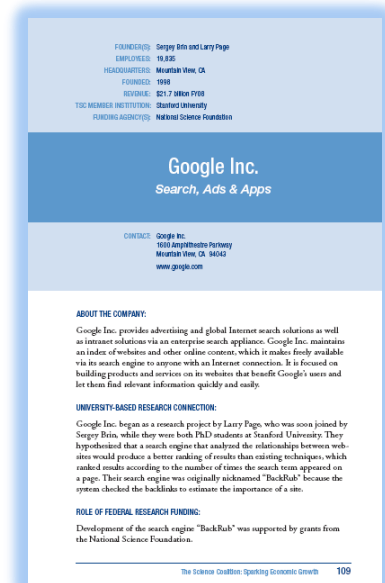 FOUNDER(S): Sergey Brin and Larry Page
EMPLOYEES: 19,835
HEADQUARTERS: Mountain View, CA
FOUNDED: 1998
REVENUE: $21.7 billion FY08
TSC MEMBER INSTITUTION: Stanford University
FUNDING AGENCY(S): National Science Foundation
Google Inc.
Search, Ads & Apps
CONTACT: Google Inc.
1600 Amphitheatre Parkway
Mountain View, CA 94043
www.google.com
ABOUT THE COMPANY:
Google Inc. provides advertising and global Internet search solutions as well
as intranet solutions via an enterprise search appliance. Google Inc. maintains
an index of websites and other online content, which it makes freely available
via its search engine to anyone with an Internet connection. It is focused on
building products and services on its websites that benefit Google's users and
let them find relevant information quickly and easily.
UNIVERSITY-BASED RESEARCH CONNECTION:
Google Inc. began as a research project by Larry Page, who was soon joined by
Sergey Brin, while they were both PhD students at Stanford University. They
hypothesized that a search engine that analyzed the relationships between web-
sites would produce a better ranking of results than existing techniques, which
ranked results according to the number of times the search term appeared on
a page. Their search engine was originally nicknamed "BackRub" because the
system checked the backlinks to estimate the importance of a site.
ROLE OF FEDERAL RESEARCH FUNDING:
Development of the search engine "BackRub" was supported by grants from
the National Science Foundation.
The Science Coalition: Sparking Economic Growth 109